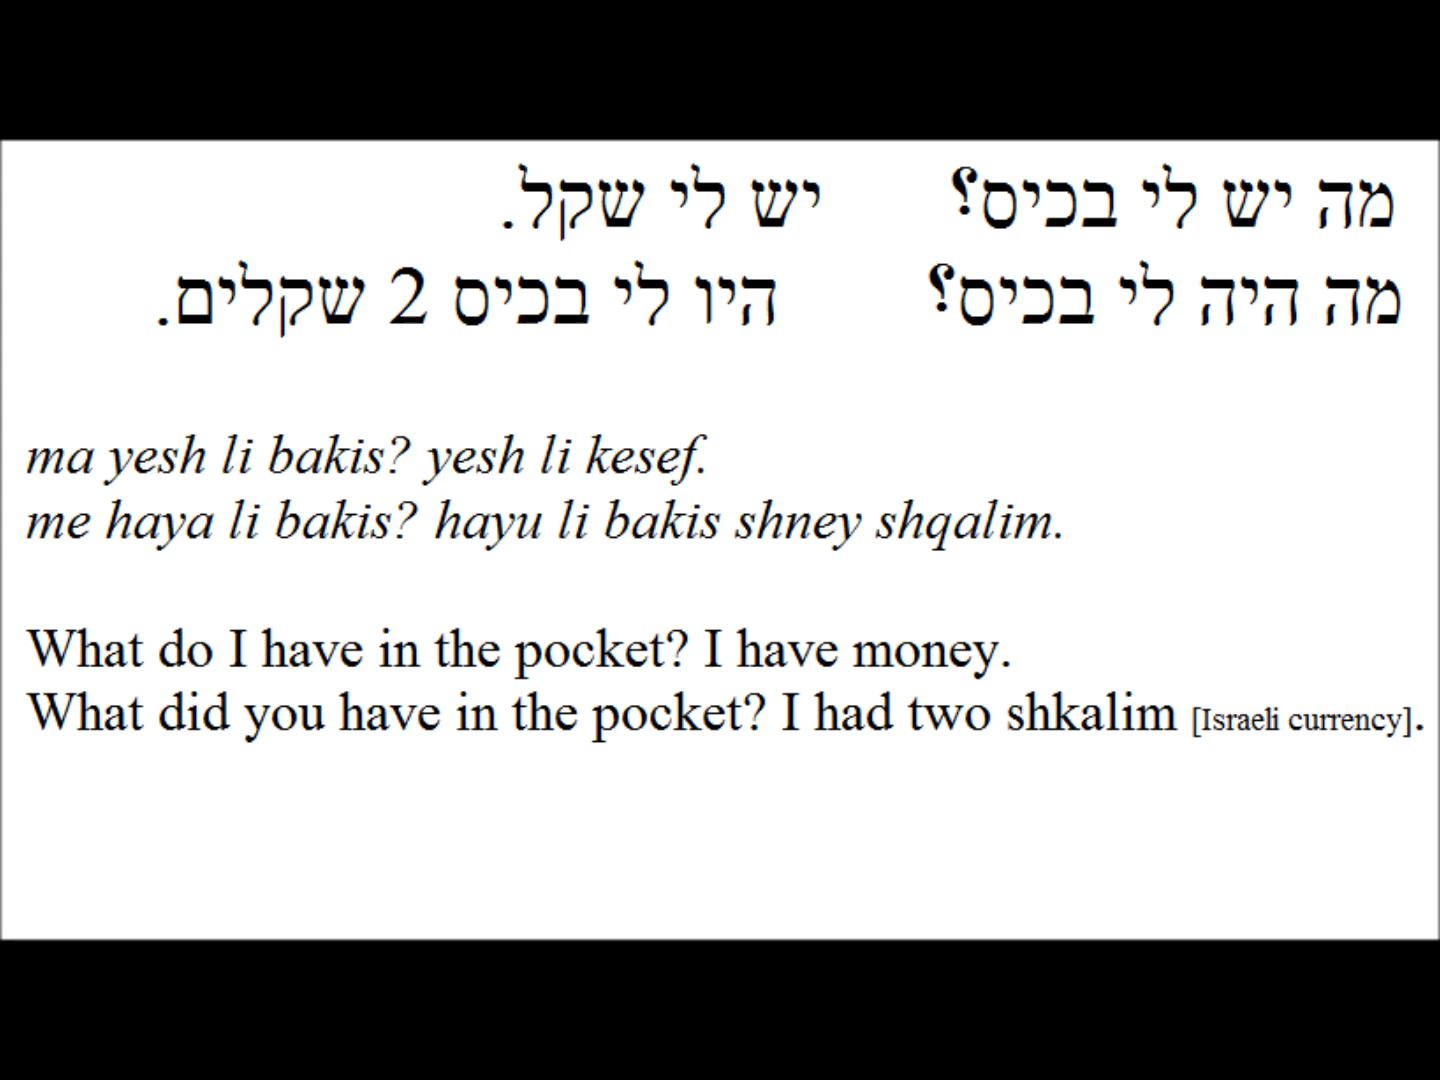 מה יש לי בכיס؟ יש לי שקל.
מה היה לי בכיס؟ היו לי בכיס 2 שקלים.
ma yesh li bakis? yesh li kesef.
me haya li bakis? hayu li bakis shney shqalim.
What do I have in the pocket? I have money.
What did you have in the pocket? I had two shkalim [Israeli currency].